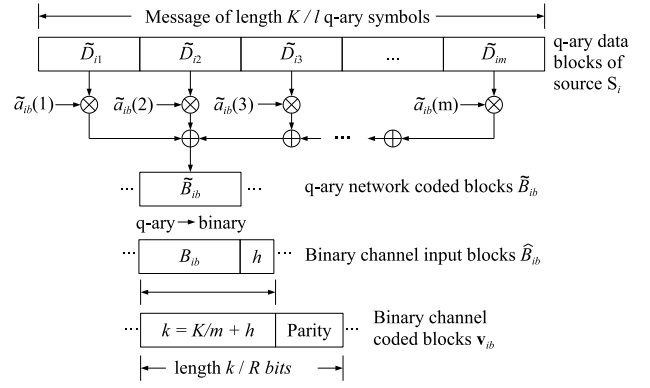 Message of length K / l q-ary symbols
D̃i1 D̃i2 D̃i3 ... D̃im
q-ary data
blocks of
source Si
ãib(1) ãib(2) ãib(3) ãib(m)
...
... B̃ib ... q-ary network coded blocks B̃ib
q-ary → binary
... Bib h ... Binary channel input blocks B̂ib
... k = K/m + h Parity ... Binary channel
coded blocks vib
length k / R bits